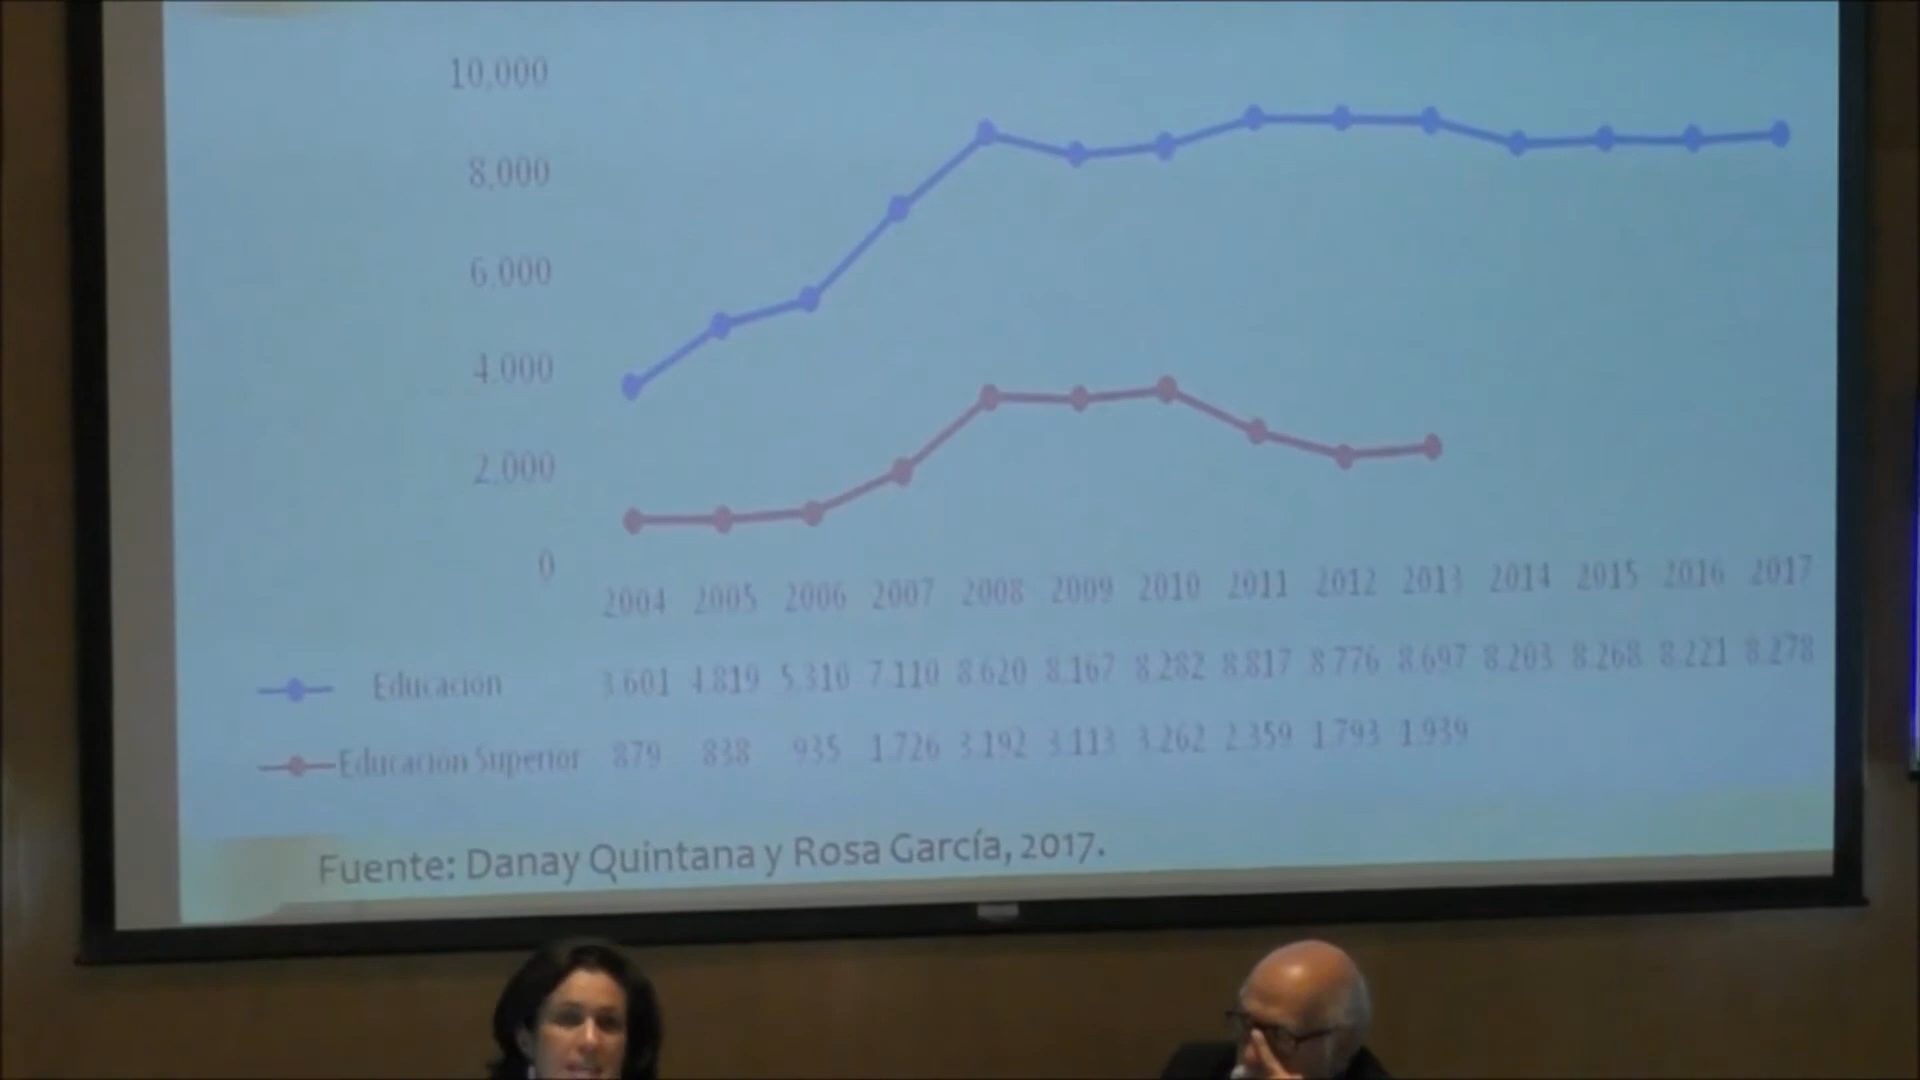 10,000
8,000
6,000
4,000
2,000
0
2004 2005 2006 2007 2008 2009 2010 2011 2012 2013 2014 2015 2016 2017
Educación 3.601 4.819 5.310 7.110 8.620 8.167 8.282 8.817 8.776 8.697 8.203 8.268 8.221 8.278
Educación Superior 879 838 935 1.726 3.192 3.113 3.262 2.359 1.793 1.939
Fuente: Danay Quintana y Rosa García, 2017.